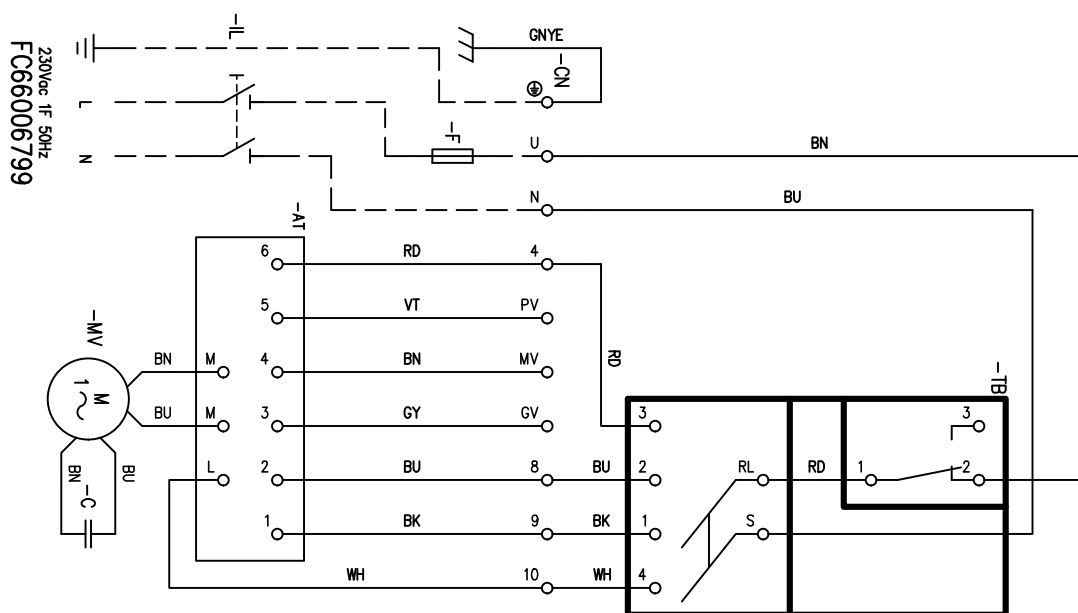 -IL
GNYE
-CN
230Vac 1F 50Hz
FC66006799
L
N
-F
U
BN
N
BU
-AT
6
RD
4
5
VT
PV
-MV
BN
M
4
BN
MV
RD
-TB
M
1
BU
M
3
GY
GV
3
3
L
2
BU
8
BU
2
RL
RD
1
2
BN
BU
-C
1
BK
9
BK
1
S
WH
10
WH
4